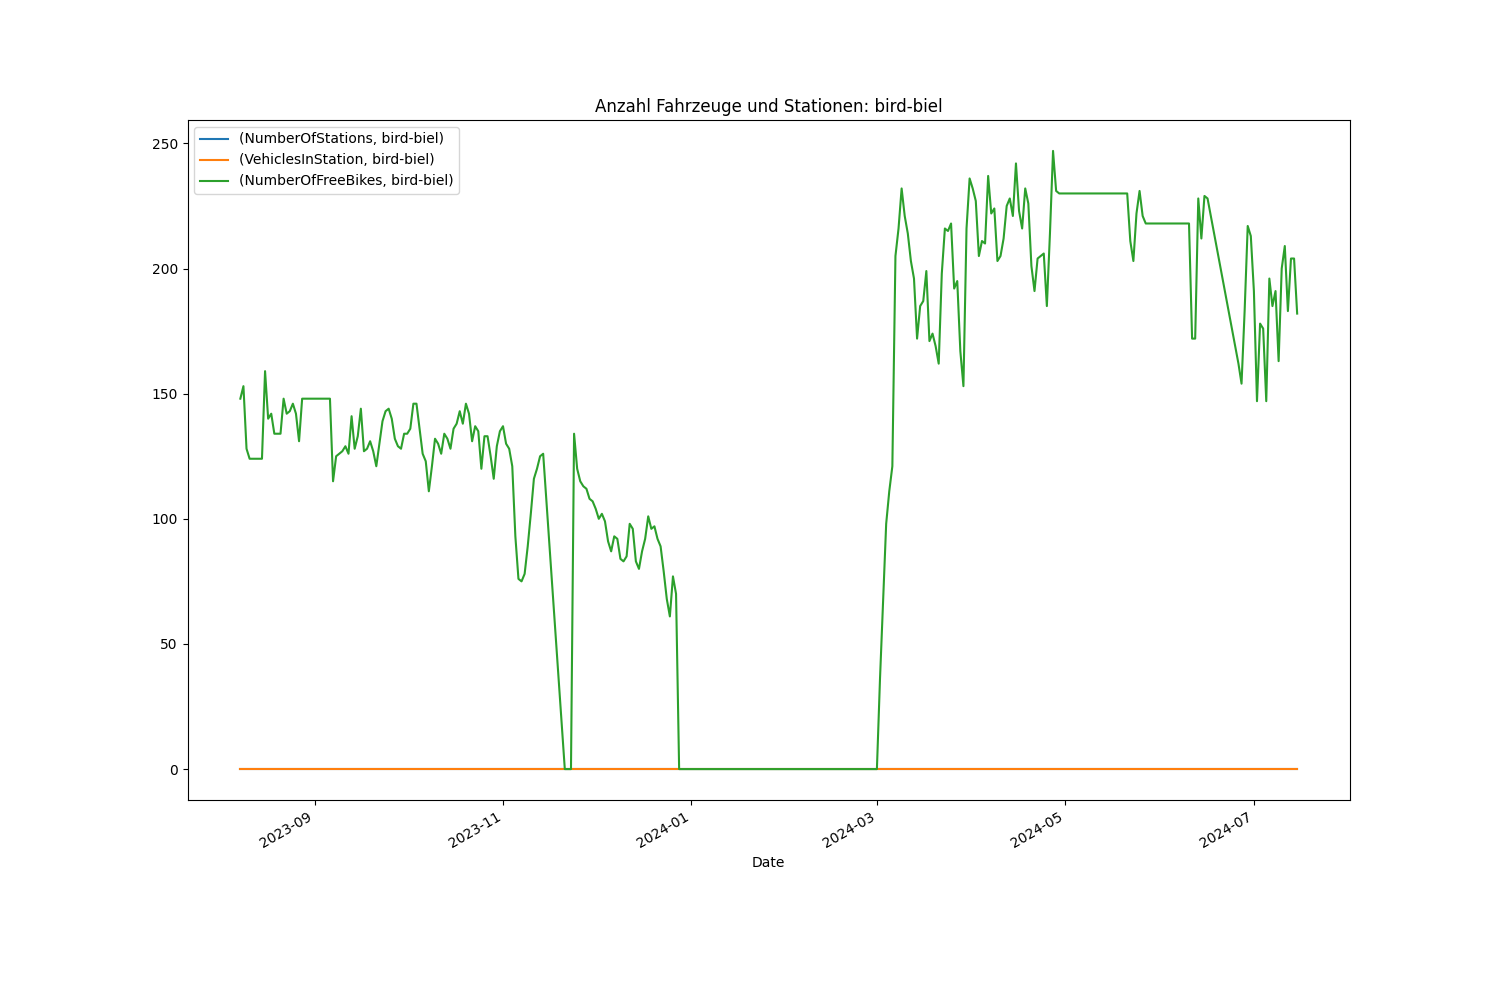 Anzahl Fahrzeuge und Stationen: bird-biel
(NumberOfStations, bird-biel)
(VehiclesInStation, bird-biel)
(NumberOfFreeBikes, bird-biel)
250
200
150
100
50
0
2023-09
2023-11
2024-01
2024-03
2024-05
2024-07
Date